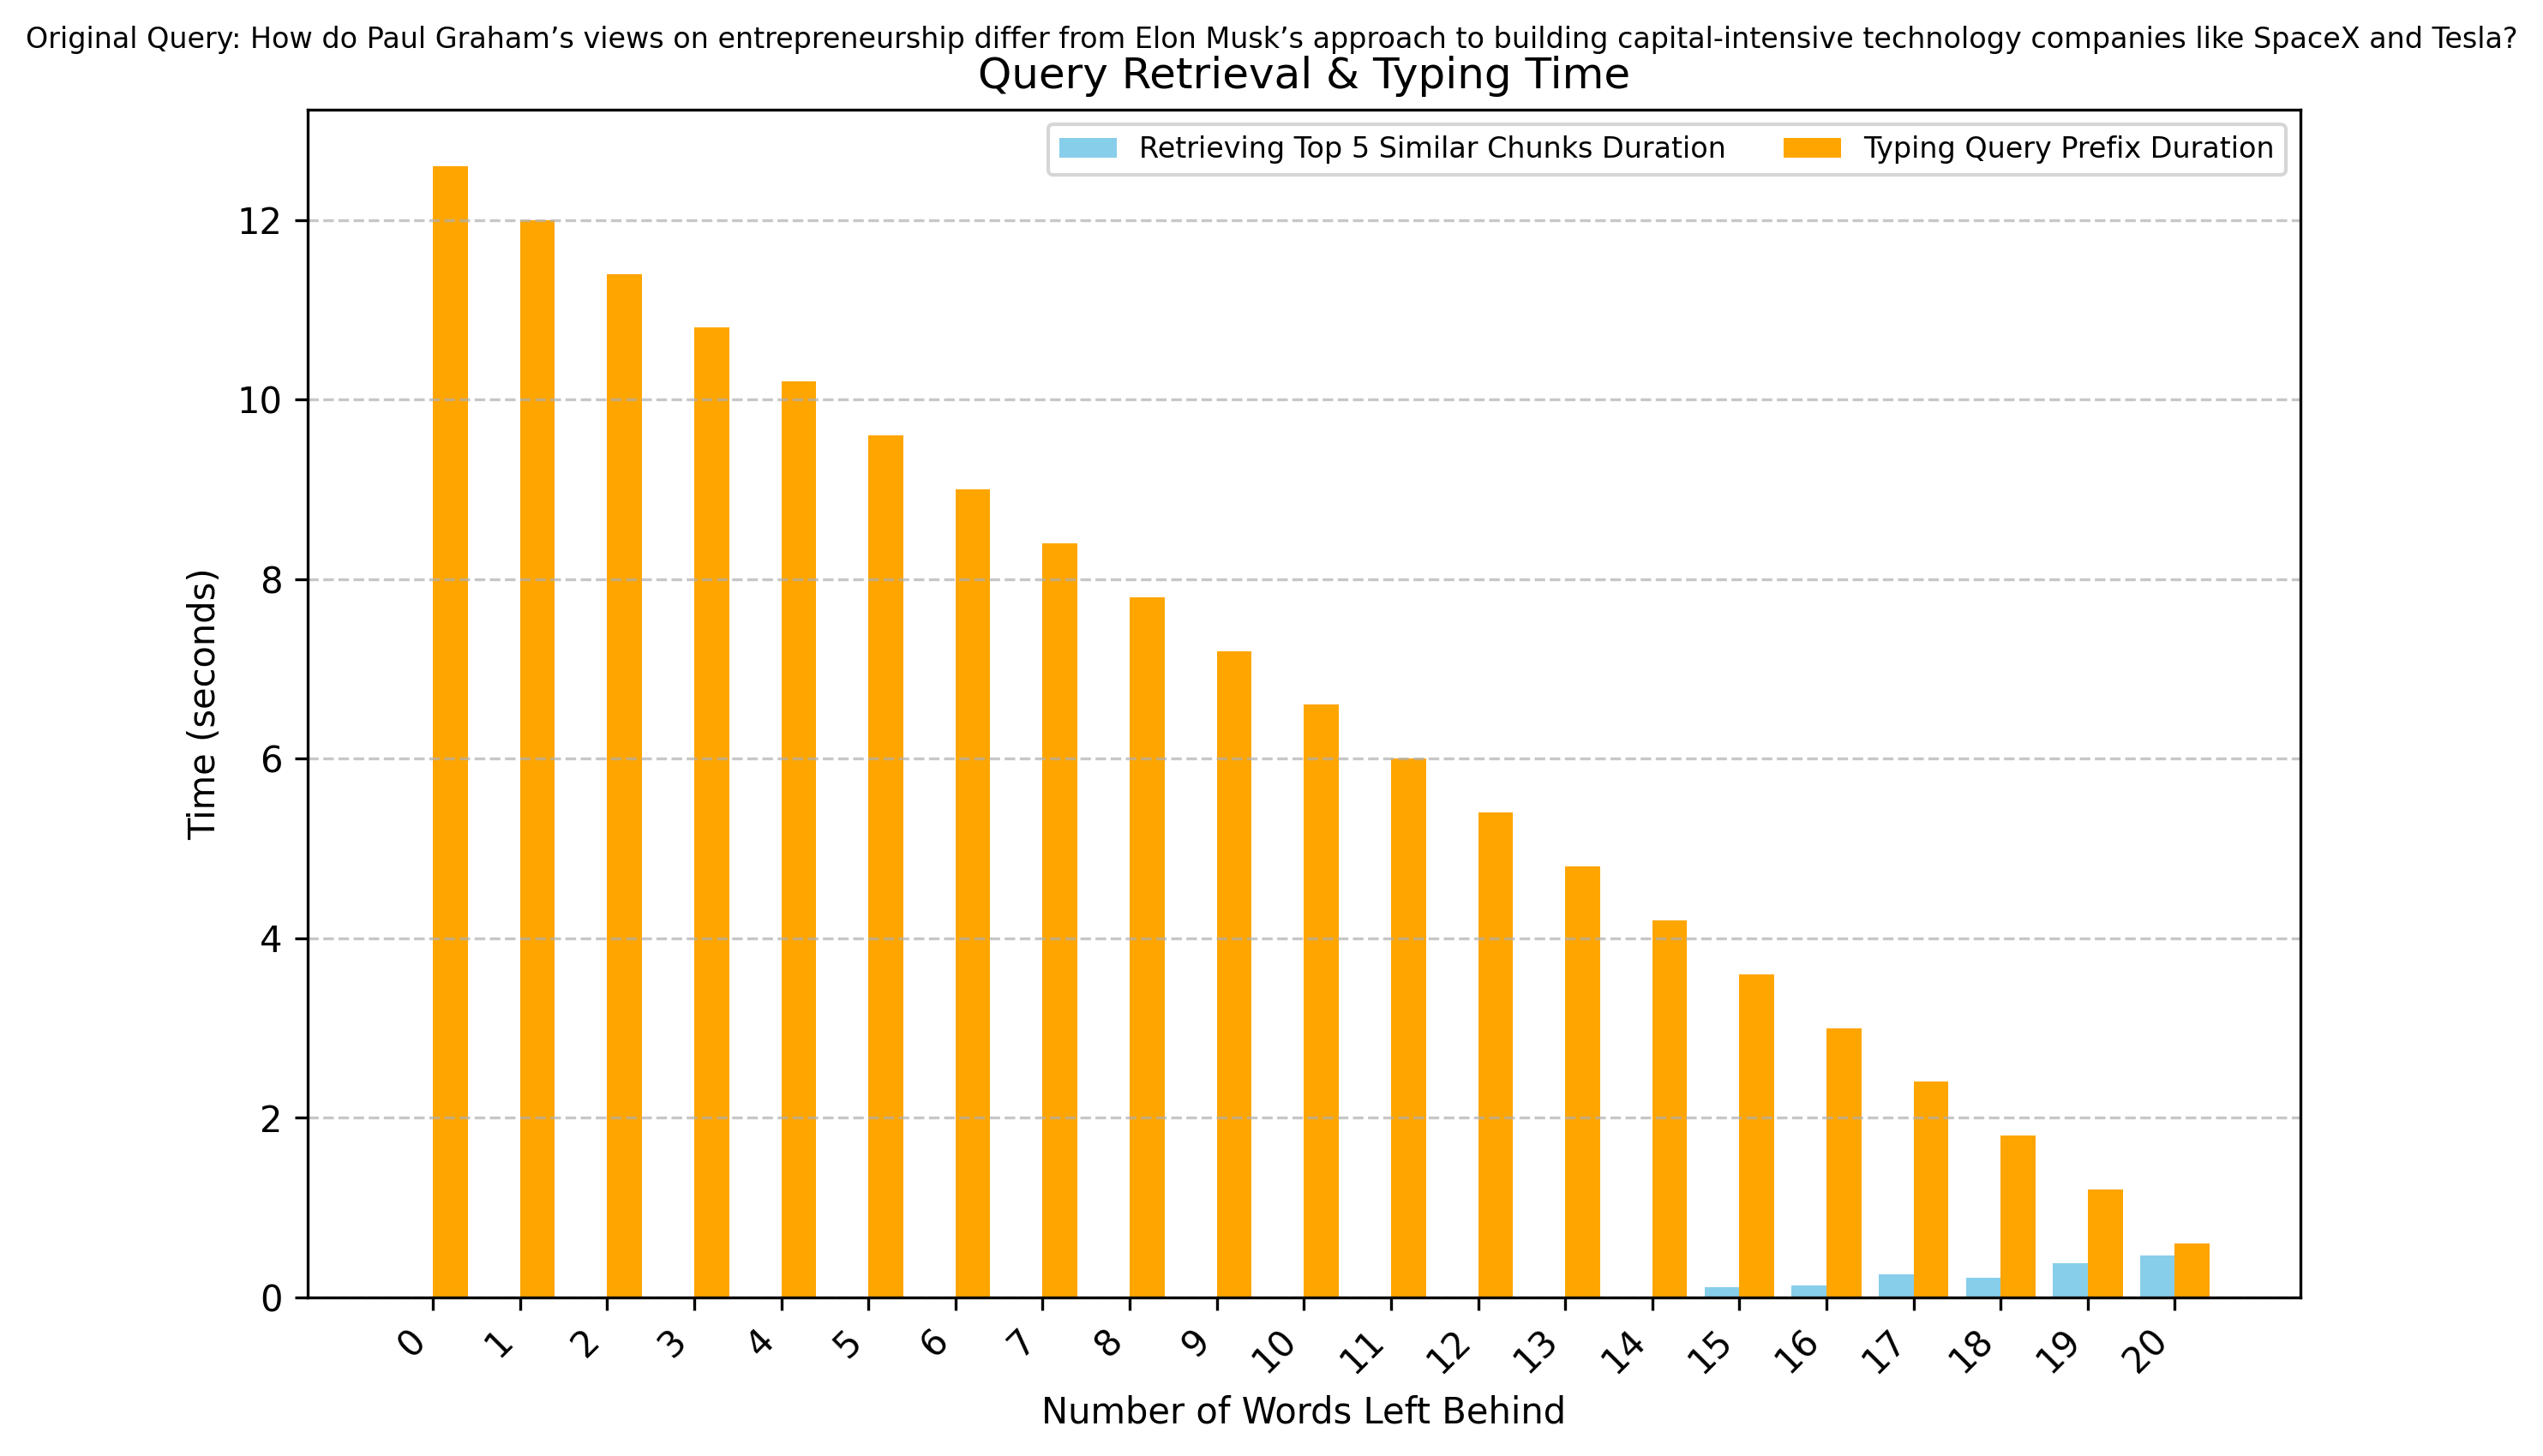 Original Query: How do Paul Graham’s views on entrepreneurship differ from Elon Musk’s approach to building capital-intensive technology companies like SpaceX and Tesla?
Query Retrieval & Typing Time
Retrieving Top 5 Similar Chunks Duration Typing Query Prefix Duration
Time (seconds)
12
10
8
6
4
2
0
0 1 2 3 4 5 6 7 8 9 10 11 12 13 14 15 16 17 18 19 20
Number of Words Left Behind